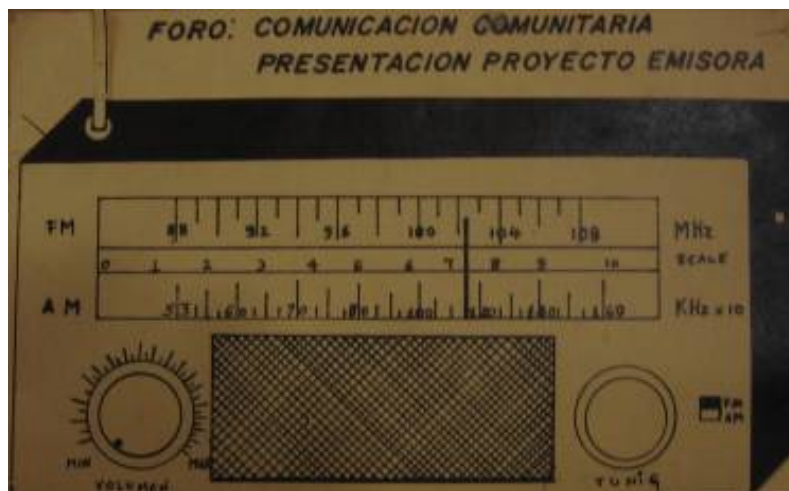 FORO: COMUNICACION COMUNITARIA
PRESENTACION PROYECTO EMISORA
FM 88 92 96 100 104 108 MHz
0 1 2 3 4 5 6 7 8 9 10 SCALE
AM KHz x 10
FM
AM
MIN
VOLUMEN
TUNIG